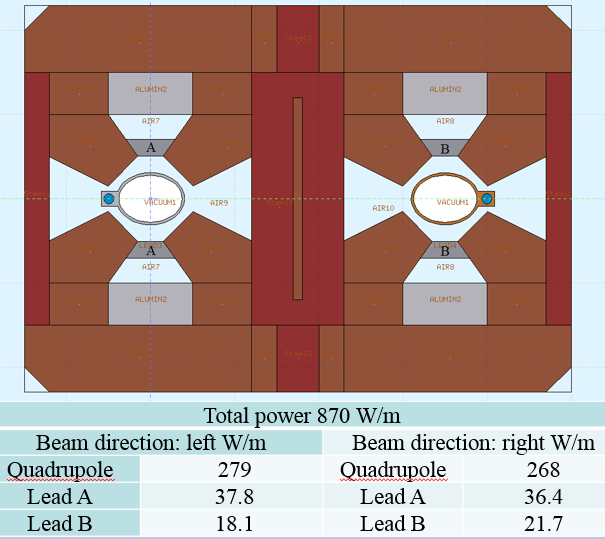 ALUMIN2 ALUMIN2
AIR7 AIR8
A B
VACUUM1 AIR9 AIR10 VACUUM1
A B
AIR7 AIR8
ALUMIN2 ALUMIN2
Total power 870 W/m
Beam direction: left W/m Beam direction: right W/m
Quadrupole 279 Quadrupole 268
Lead A 37.8 Lead A 36.4
Lead B 18.1 Lead B 21.7